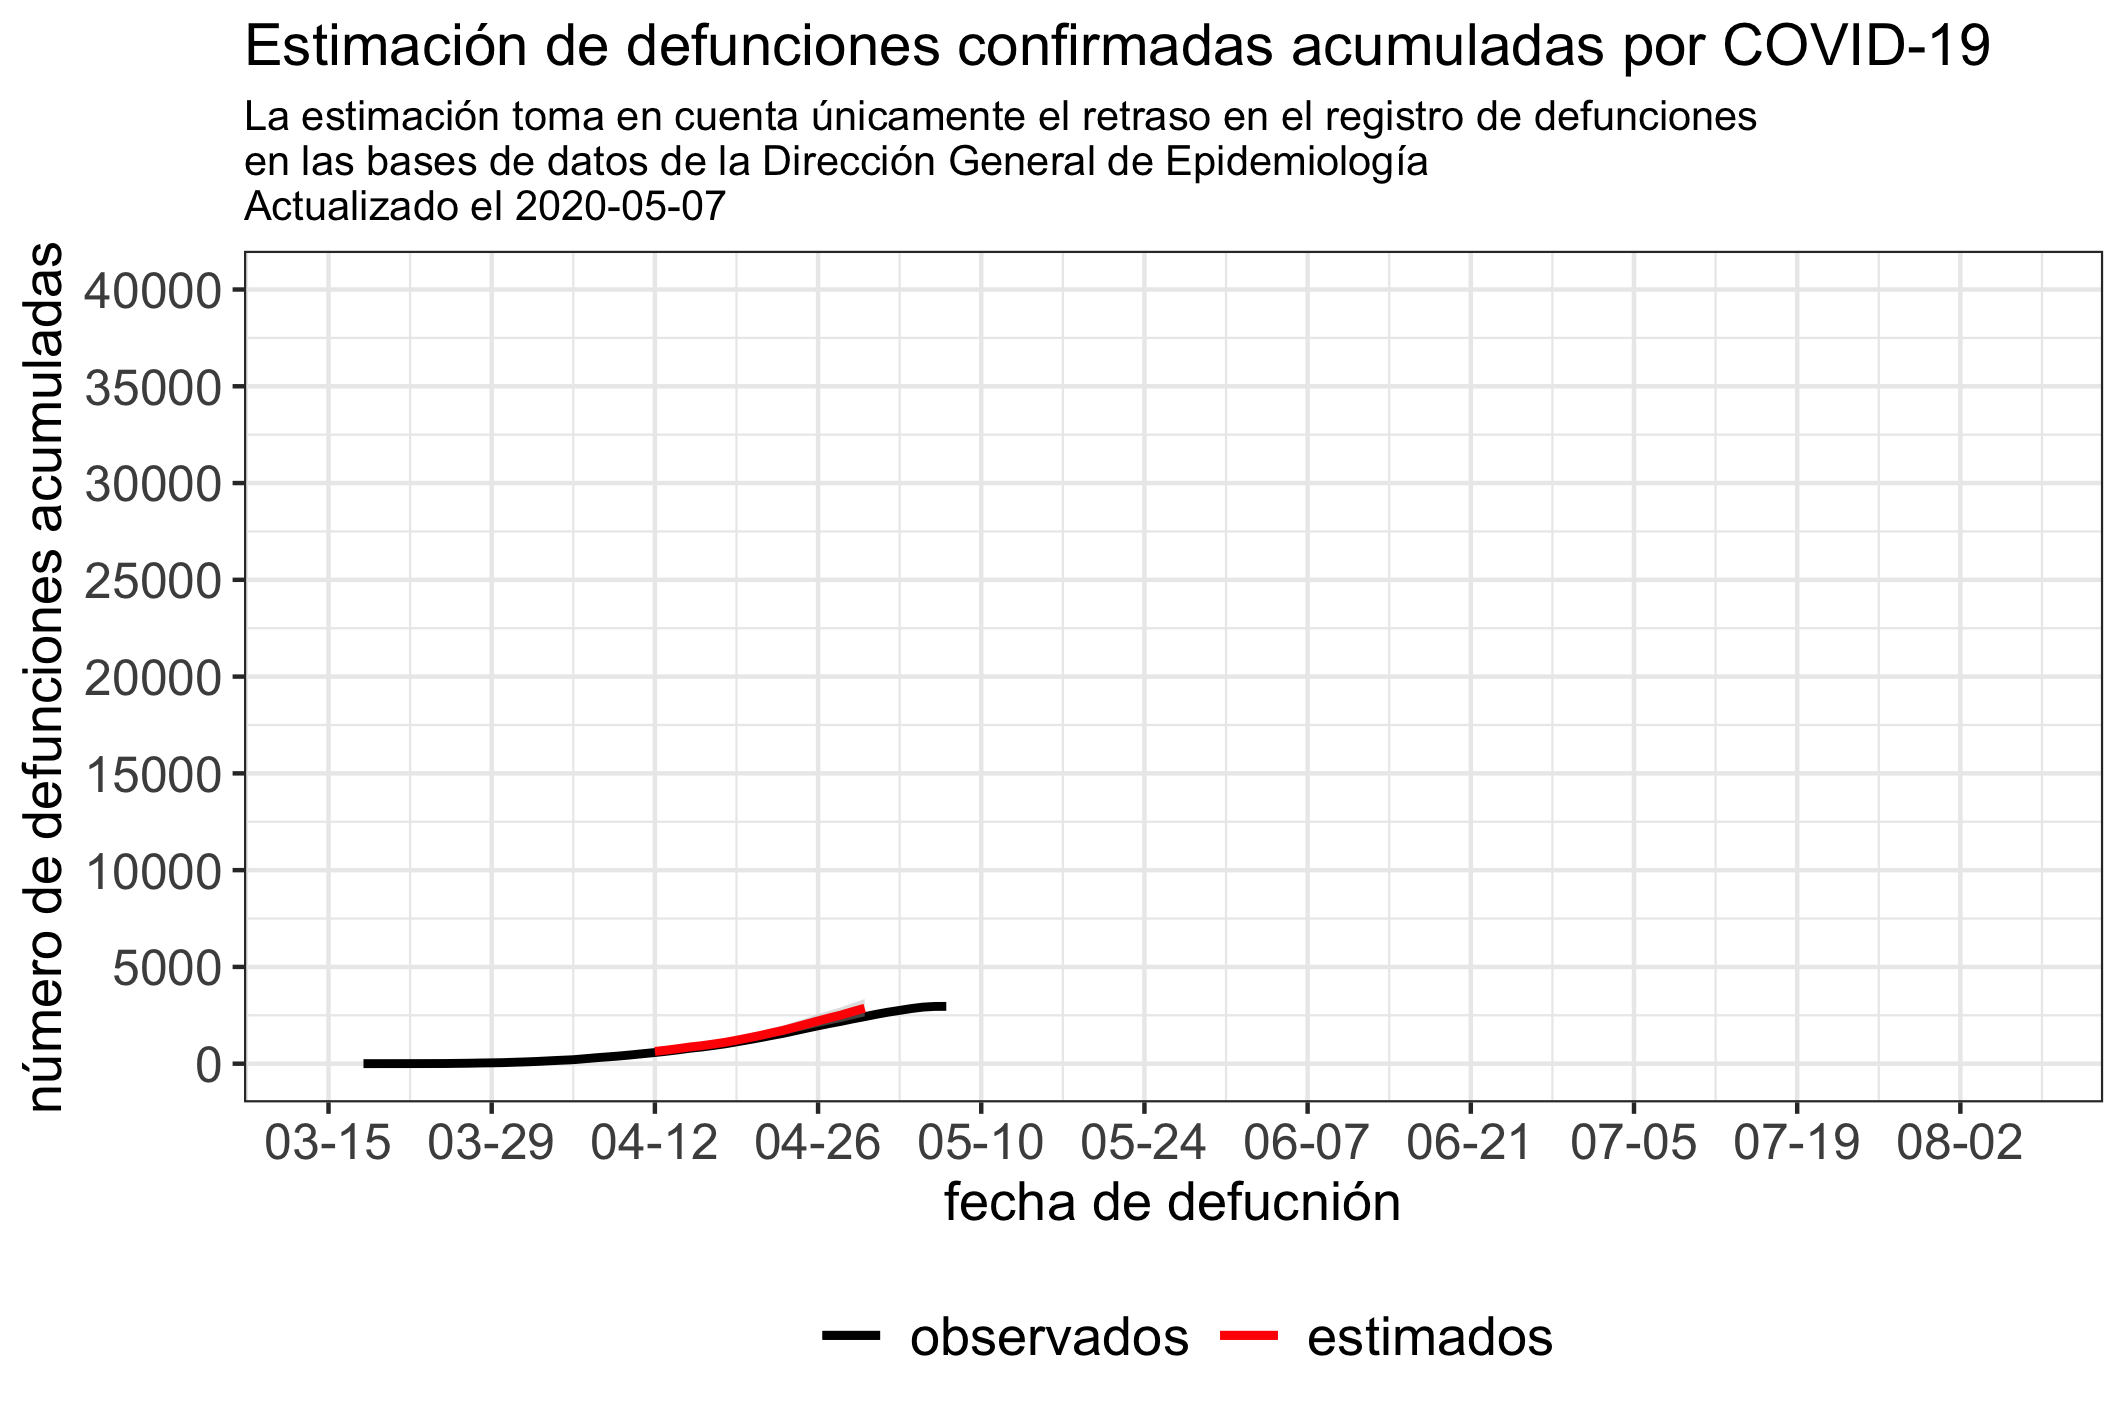 Estimación de defunciones confirmadas acumuladas por COVID-19
La estimación toma en cuenta únicamente el retraso en el registro de defunciones
en las bases de datos de la Dirección General de Epidemiología
Actualizado el 2020-05-07
número de defunciones acumuladas
40000
35000
30000
25000
20000
15000
10000
5000
0
03-15 03-29 04-12 04-26 05-10 05-24 06-07 06-21 07-05 07-19 08-02
fecha de defucnión
observados estimados